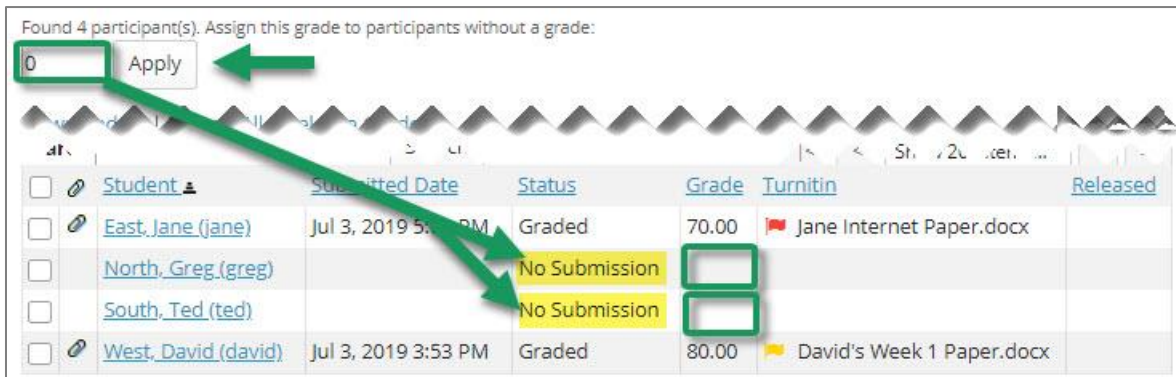 Found 4 participant(s). Assign this grade to participants without a grade:
0 Apply
Student Submitted Date Status Grade Turnitin Released
East, Jane (jane) Jul 3, 2019 5: PM Graded 70.00 Jane Internet Paper.docx
North, Greg (greg) No Submission
South, Ted (ted) No Submission
West, David (david) Jul 3, 2019 3:53 PM Graded 80.00 David's Week 1 Paper.docx